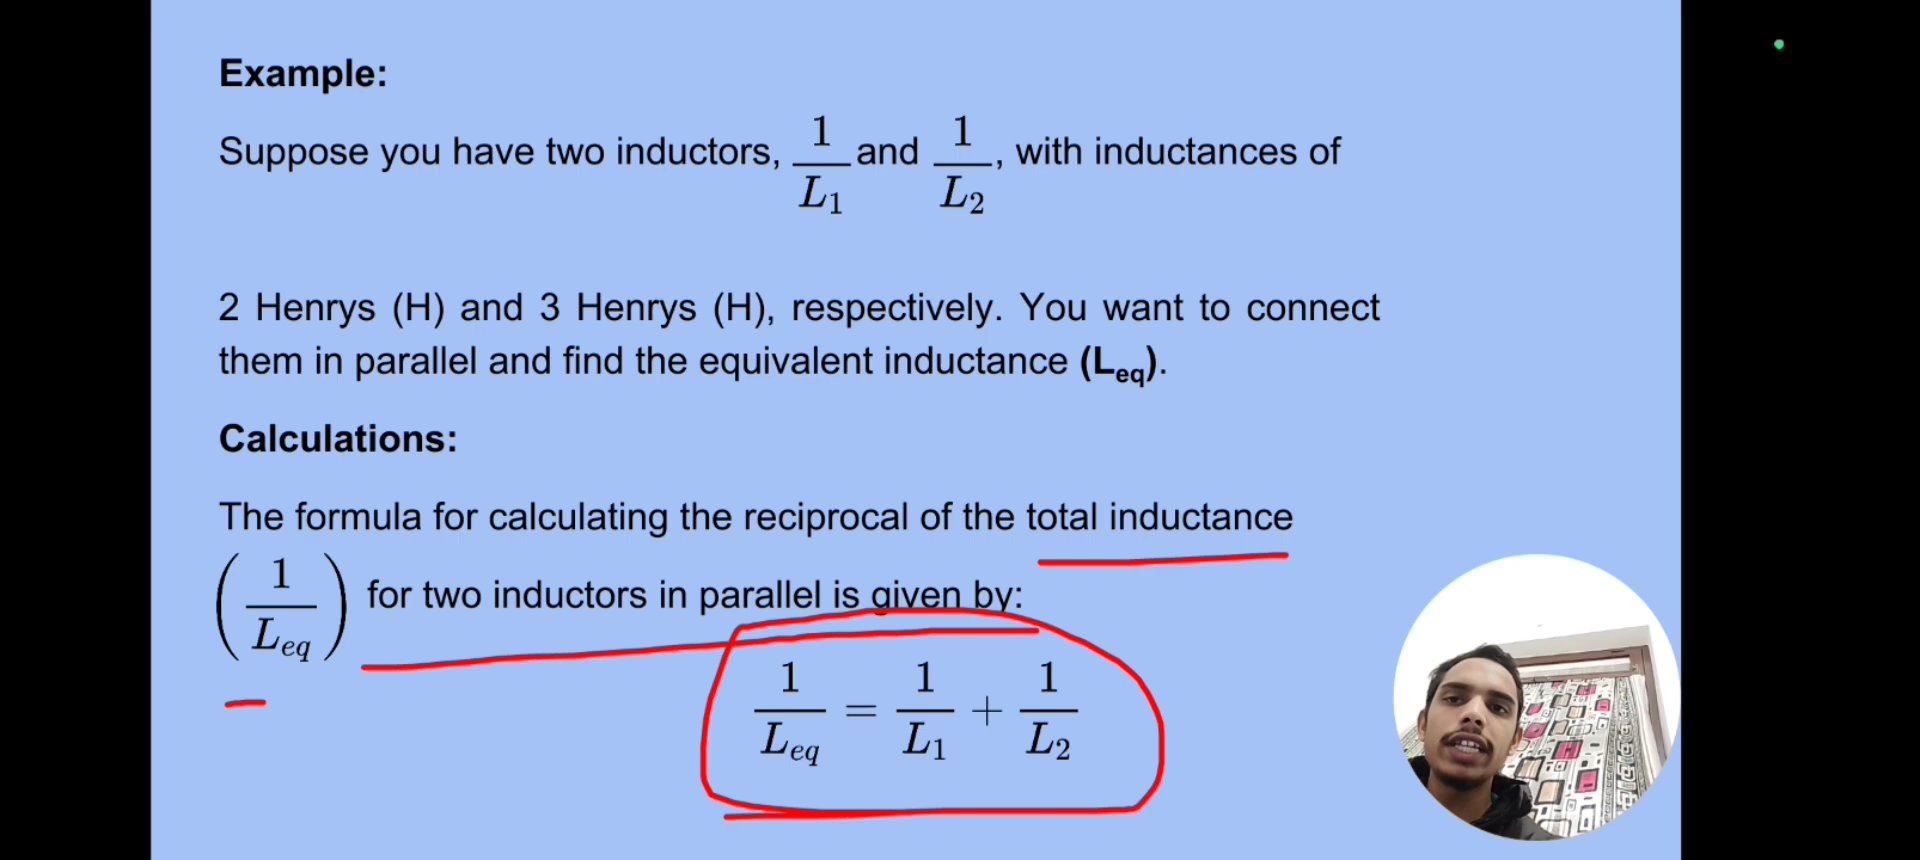 Example:
Suppose you have two inductors, 1/L₁ and 1/L₂, with inductances of
2 Henrys (H) and 3 Henrys (H), respectively. You want to connect
them in parallel and find the equivalent inductance (Leq).
Calculations:
The formula for calculating the reciprocal of the total inductance
(1/Leq) for two inductors in parallel is given by:
1/Leq = 1/L₁ + 1/L₂